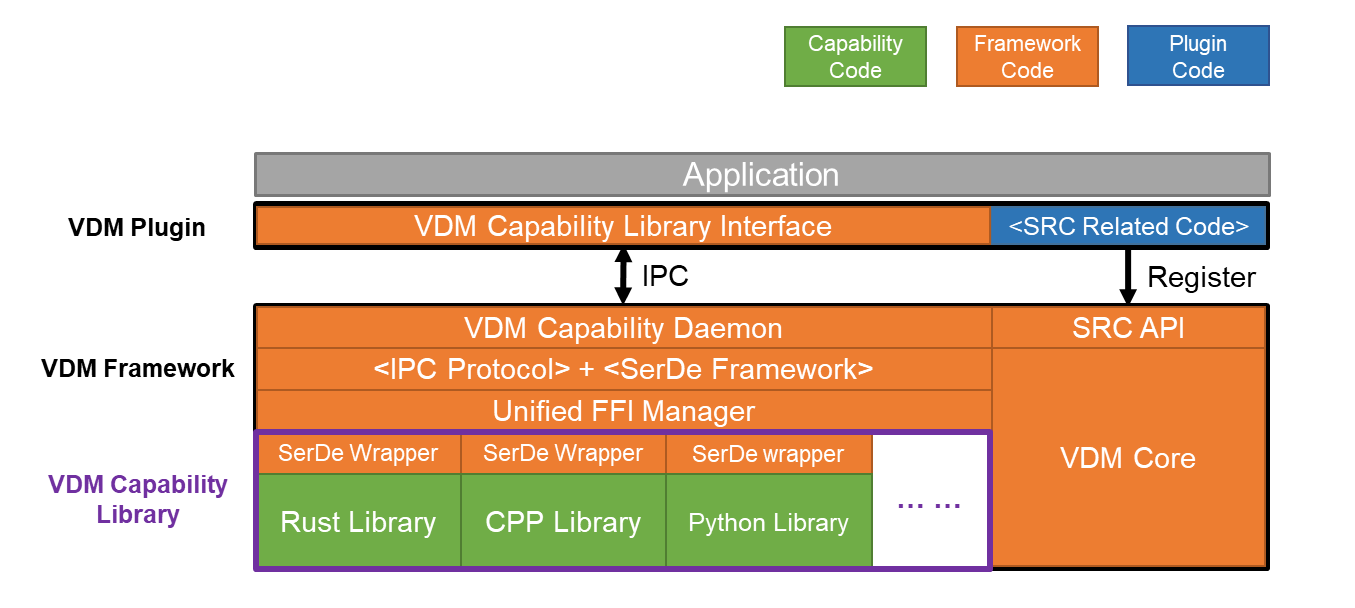 Capability
Code
Framework
Code
Plugin
Code
Application
VDM Plugin
VDM Capability Library Interface
<SRC Related Code>
IPC
Register
VDM Framework
VDM Capability Daemon
SRC API
<IPC Protocol> + <SerDe Framework>
Unified FFI Manager
VDM Core
VDM Capability
Library
SerDe Wrapper
SerDe Wrapper
SerDe wrapper
Rust Library
CPP Library
Python Library
... ...